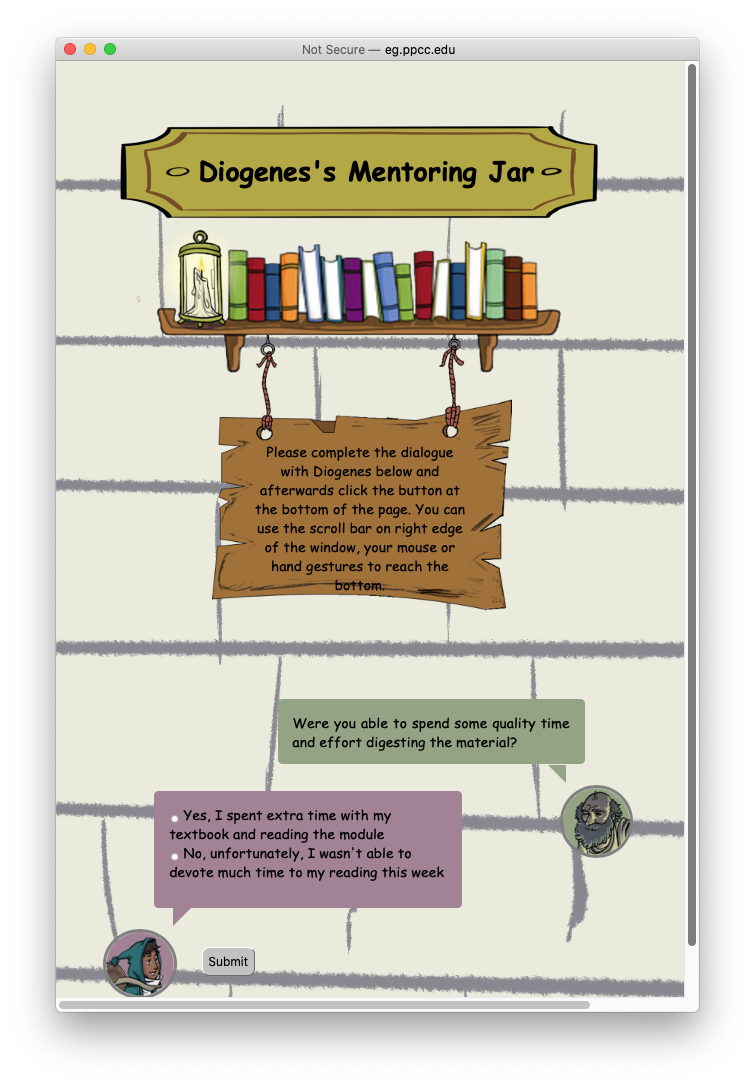 Not Secure — eg.ppcc.edu
Diogenes's Mentoring Jar
Please complete the dialogue
with Diogenes below and
afterwards click the button at
the bottom of the page. You can
use the scroll bar on right edge
of the window, your mouse or
hand gestures to reach the
bottom.
Were you able to spend some quality time
and effort digesting the material?
Yes, I spent extra time with my
textbook and reading the module
No, unfortunately, I wasn't able to
devote much time to my reading this week
Submit